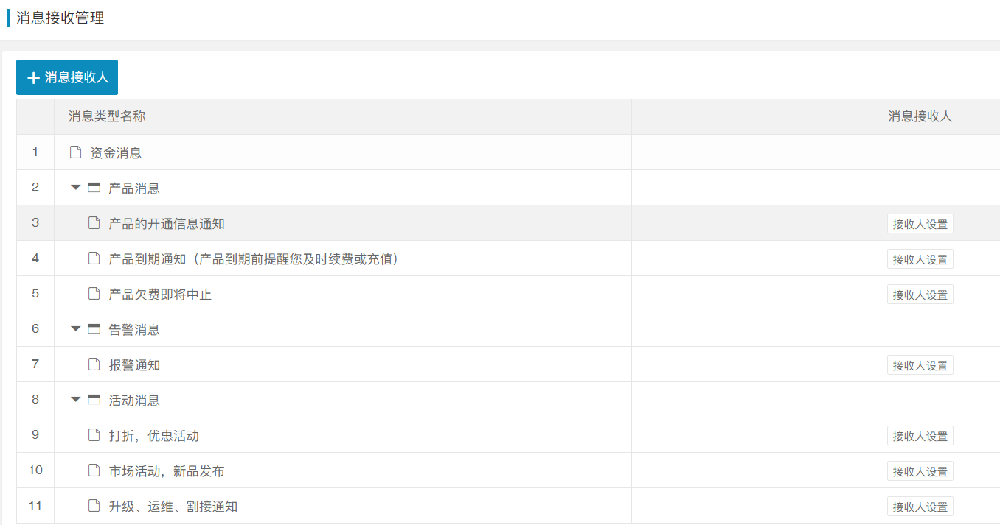 消息接收管理
消息接收人
消息类型名称 消息接收人
1 资金消息
2 产品消息
3 产品的开通信息通知 接收人设置
4 产品到期通知（产品到期前提醒您及时续费或充值） 接收人设置
5 产品欠费即将中止 接收人设置
6 告警消息
7 报警通知 接收人设置
8 活动消息
9 打折，优惠活动 接收人设置
10 市场活动，新品发布 接收人设置
11 升级、运维、割接通知 接收人设置